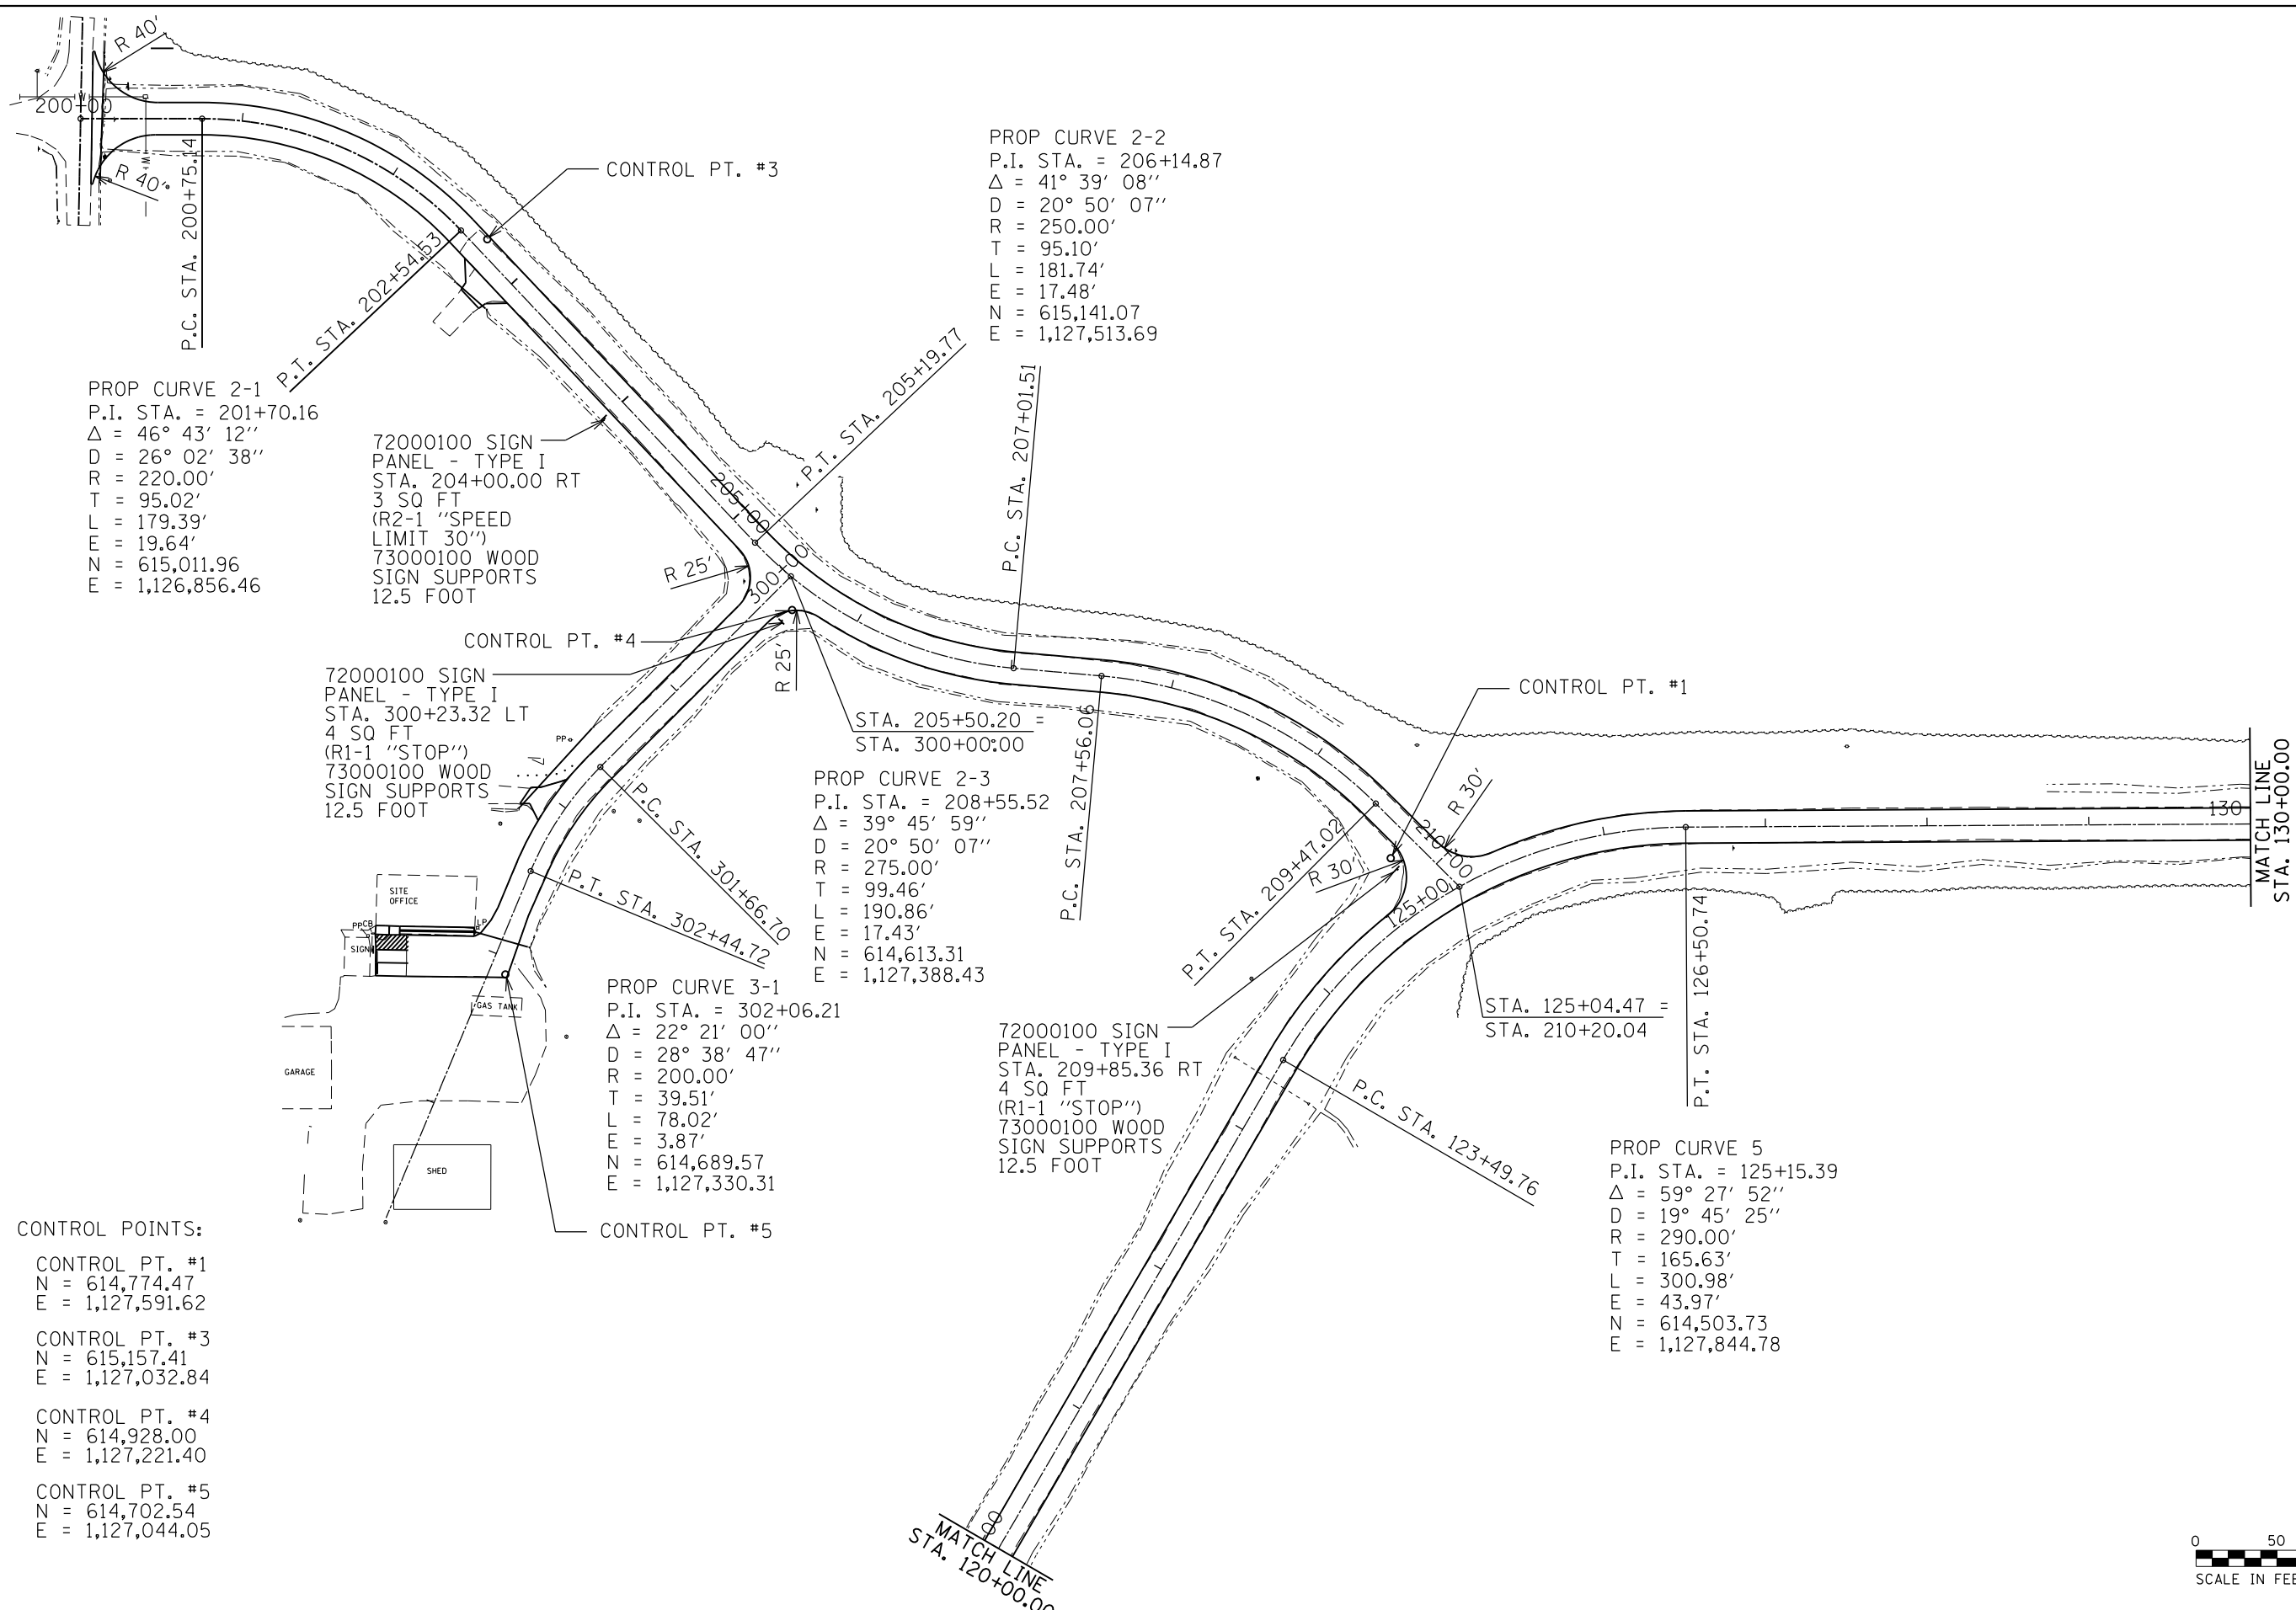 R 40'
200+00
W
R 40'
P.C. STA. 200+75.14
P.T. STA. 202+54.53
CONTROL PT. #3
PROP CURVE 2-2
P.I. STA. = 206+14.87
Δ = 41° 39' 08''
D = 20° 50' 07''
R = 250.00'
T = 95.10'
L = 181.74'
E = 17.48'
N = 615,141.07
E = 1,127,513.69
PROP CURVE 2-1
P.I. STA. = 201+70.16
Δ = 46° 43' 12''
D = 26° 02' 38''
R = 220.00'
T = 95.02'
L = 179.39'
E = 19.64'
N = 615,011.96
E = 1,126,856.46
72000100 SIGN
PANEL - TYPE I
STA. 204+00.00 RT
3 SQ FT
(R2-1 ''SPEED
LIMIT 30'')
73000100 WOOD
SIGN SUPPORTS
12.5 FOOT
P.T. STA. 205+19.77
205+00
P.C. STA. 207+01.51
R 25'
300+00
CONTROL PT. #4
R 25'
72000100 SIGN
PANEL - TYPE I
STA. 300+23.32 LT
4 SQ FT
(R1-1 ''STOP'')
73000100 WOOD
SIGN SUPPORTS
12.5 FOOT
PP
STA. 205+50.20 =
STA. 300+00.00
P.C. STA. 207+56.06
PROP CURVE 2-3
P.I. STA. = 208+55.52
Δ = 39° 45' 59''
D = 20° 50' 07''
R = 275.00'
T = 99.46'
L = 190.86'
E = 17.43'
N = 614,613.31
E = 1,127,388.43
CONTROL PT. #1
R 30'
210+00
R 30'
125+00
P.T. STA. 209+47.02
130
MATCH LINE
STA. 130+00.00
P.C. STA. 301+66.70
P.T. STA. 302+44.72
SITE
OFFICE
PP
CB
LP
SIGN
GAS TANK
GARAGE
SHED
PROP CURVE 3-1
P.I. STA. = 302+06.21
Δ = 22° 21' 00''
D = 28° 38' 47''
R = 200.00'
T = 39.51'
L = 78.02'
E = 3.87'
N = 614,689.57
E = 1,127,330.31
CONTROL PT. #5
STA. 125+04.47 =
STA. 210+20.04
P.T. STA. 126+50.74
72000100 SIGN
PANEL - TYPE I
STA. 209+85.36 RT
4 SQ FT
(R1-1 ''STOP'')
73000100 WOOD
SIGN SUPPORTS
12.5 FOOT
P.C. STA. 123+49.76
PROP CURVE 5
P.I. STA. = 125+15.39
Δ = 59° 27' 52''
D = 19° 45' 25''
R = 290.00'
T = 165.63'
L = 300.98'
E = 43.97'
N = 614,503.73
E = 1,127,844.78
CONTROL POINTS:
CONTROL PT. #1
N = 614,774.47
E = 1,127,591.62
CONTROL PT. #3
N = 615,157.41
E = 1,127,032.84
CONTROL PT. #4
N = 614,928.00
E = 1,127,221.40
CONTROL PT. #5
N = 614,702.54
E = 1,127,044.05
00
MATCH LINE
STA. 120+00.00
0 50
SCALE IN FEE